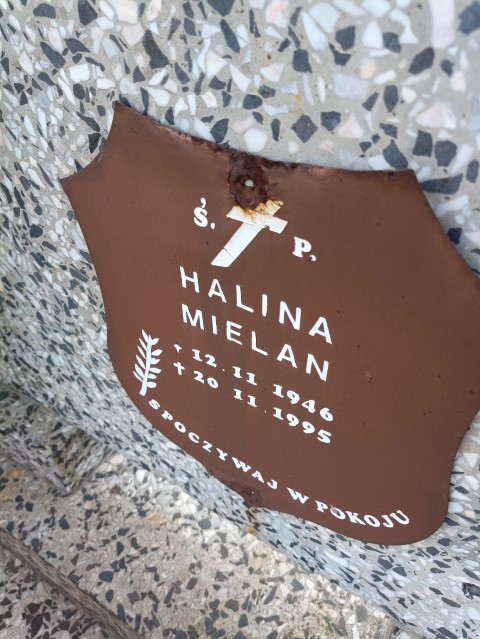 Ś. P.
HALINA
MIELAN
* 12.11 1946
† 20 11.1995
SPOCZYWAJ W POKOJU